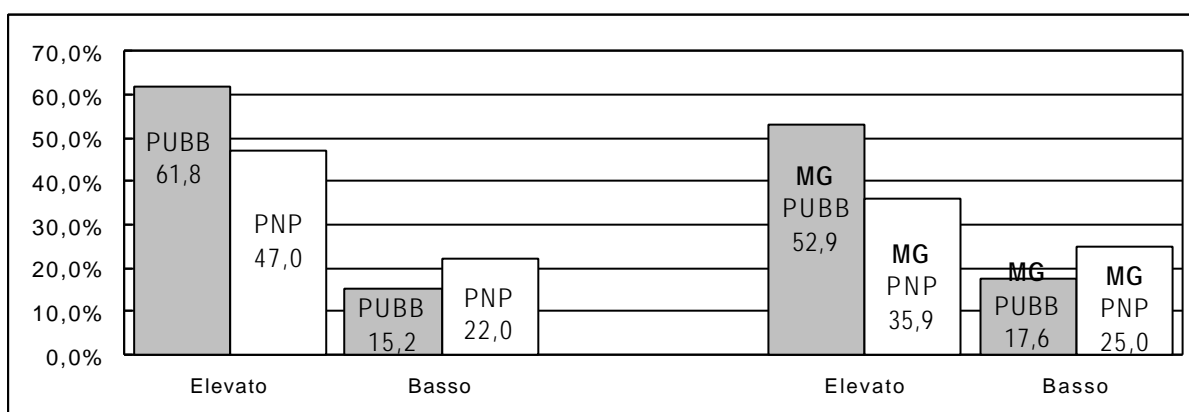 70,0%
60,0%
50,0%
40,0%
30,0%
20,0%
10,0%
0,0%
PUBB
61,8
PNP
47,0
PUBB
15,2
PNP
22,0
MG
PUBB
52,9
MG
PNP
35,9
MG
PUBB
17,6
MG
PNP
25,0
Elevato
Basso
Elevato
Basso